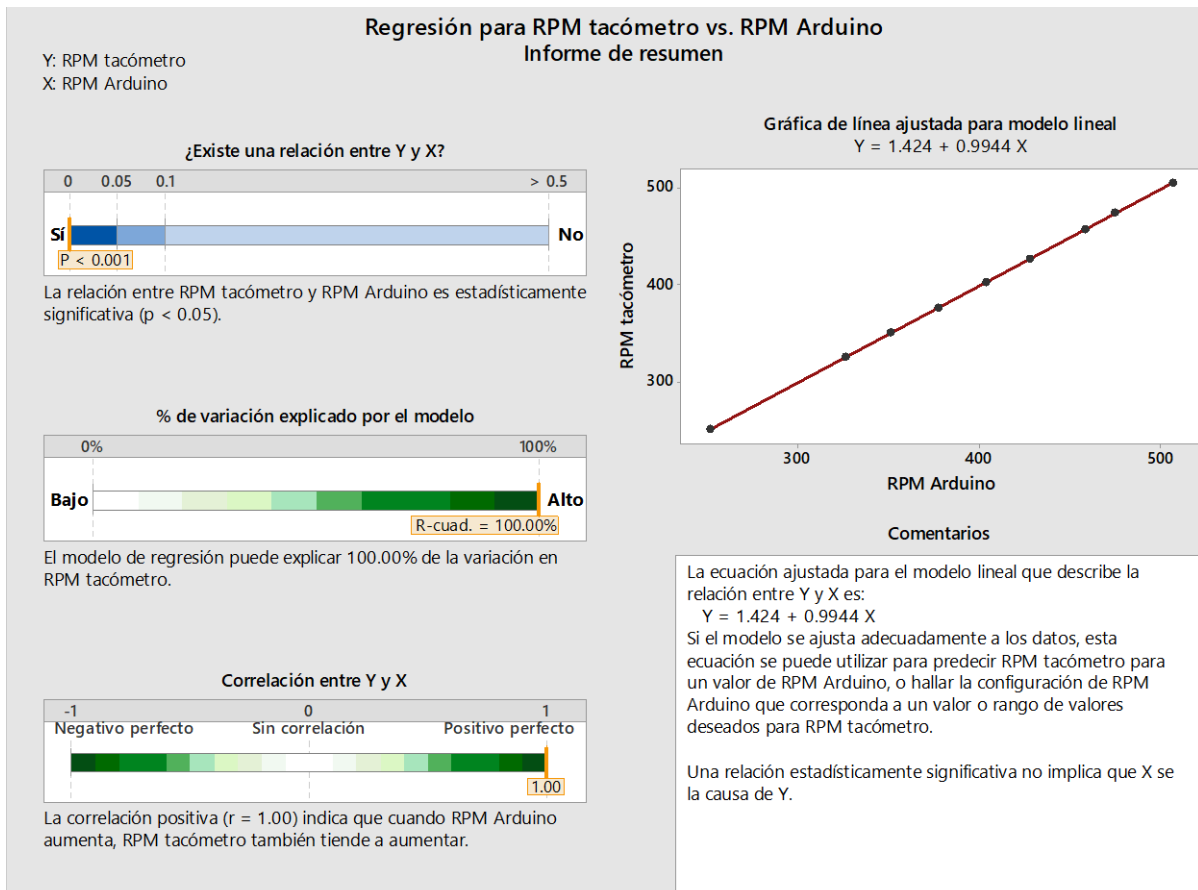 Regresión para RPM tacómetro vs. RPM Arduino
Informe de resumen
Y: RPM tacómetro
X: RPM Arduino
¿Existe una relación entre Y y X?
0 0.05 0.1 > 0.5
Sí No
P < 0.001
La relación entre RPM tacómetro y RPM Arduino es estadísticamente
significativa (p < 0.05).
% de variación explicado por el modelo
0% 100%
Bajo Alto
R-cuad. = 100.00%
El modelo de regresión puede explicar 100.00% de la variación en
RPM tacómetro.
Correlación entre Y y X
-1 0 1
Negativo perfecto Sin correlación Positivo perfecto
1.00
La correlación positiva (r = 1.00) indica que cuando RPM Arduino
aumenta, RPM tacómetro también tiende a aumentar.
Gráfica de línea ajustada para modelo lineal
Y = 1.424 + 0.9944 X
500
400
300
RPM tacómetro
300 400 500
RPM Arduino
Comentarios
La ecuación ajustada para el modelo lineal que describe la
relación entre Y y X es:
Y = 1.424 + 0.9944 X
Si el modelo se ajusta adecuadamente a los datos, esta
ecuación se puede utilizar para predecir RPM tacómetro para
un valor de RPM Arduino, o hallar la configuración de RPM
Arduino que corresponda a un valor o rango de valores
deseados para RPM tacómetro.
Una relación estadísticamente significativa no implica que X se
la causa de Y.